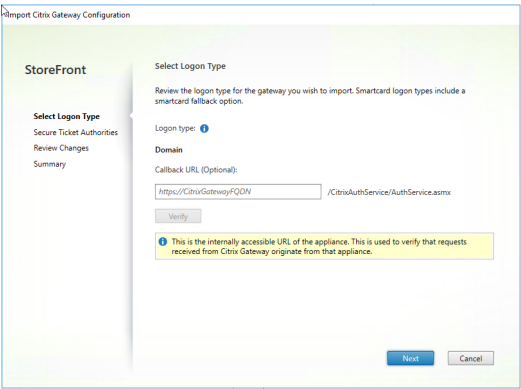 Import Citrix Gateway Configuration
StoreFront
Select Logon Type
Secure Ticket Authorities
Review Changes
Summary
Select Logon Type
Review the logon type for the gateway you wish to import. Smartcard logon types include a
smartcard fallback option.
Logon type:
Domain
Callback URL (Optional):
https://CitrixGatewayFQDN /CitrixAuthService/AuthService.asmx
Verify
This is the internally accessible URL of the appliance. This is used to verify that requests
received from Citrix Gateway originate from that appliance.
Next Cancel